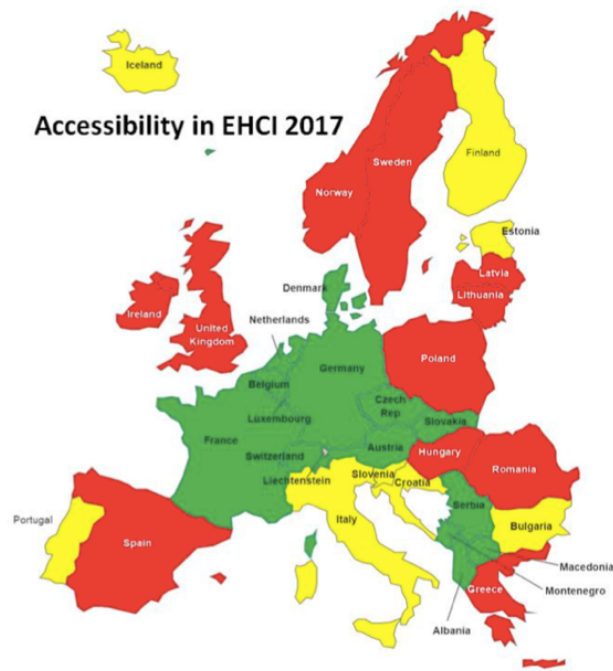 Iceland
Accessibility in EHCI 2017
Finland
Sweden
Norway
Estonia
Latvia
Lithuania
Denmark
Ireland
United
Kingdom
Netherlands
Germany
Poland
Belgium
Czech
Rep
Luxembourg
Slovakia
France
Austria
Switzerland
Hungary
Romania
Liechtenstein
Slovenia
Croatia
Serbia
Portugal
Spain
Italy
Bulgaria
Macedonia
Greece
Montenegro
Albania